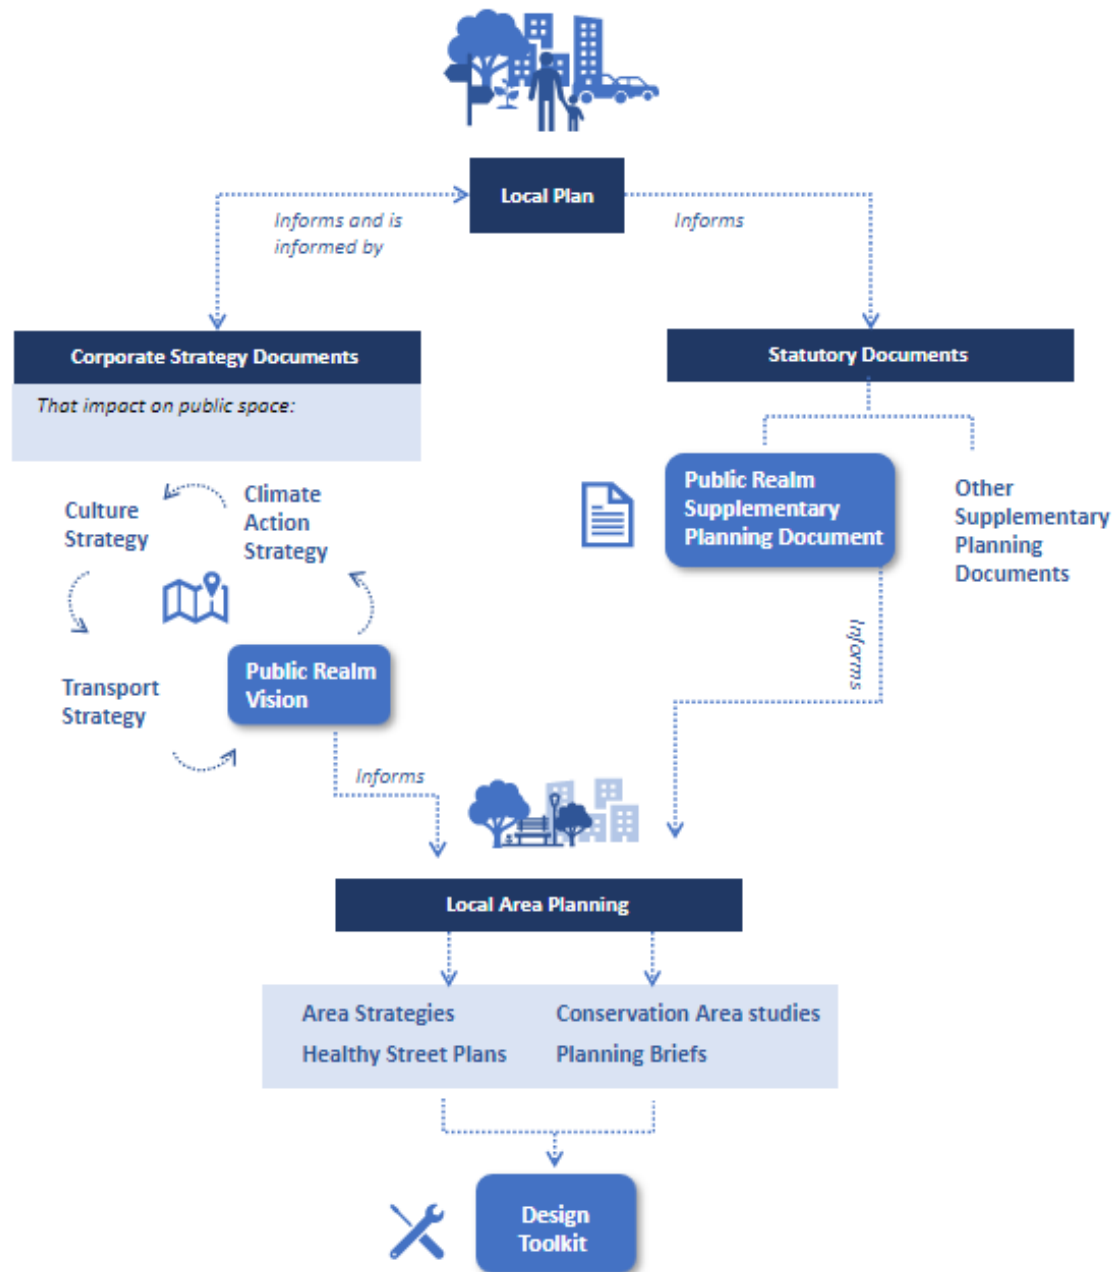 Local Plan
Informs and is
informed by
Informs
Corporate Strategy Documents
That impact on public space:
Statutory Documents
Culture
Strategy
Climate
Action
Strategy
Transport
Strategy
Public Realm
Vision
Public Realm
Supplementary
Planning Document
Other
Supplementary
Planning
Documents
Informs
Informs
Local Area Planning
Area Strategies
Healthy Street Plans
Conservation Area studies
Planning Briefs
Design
Toolkit